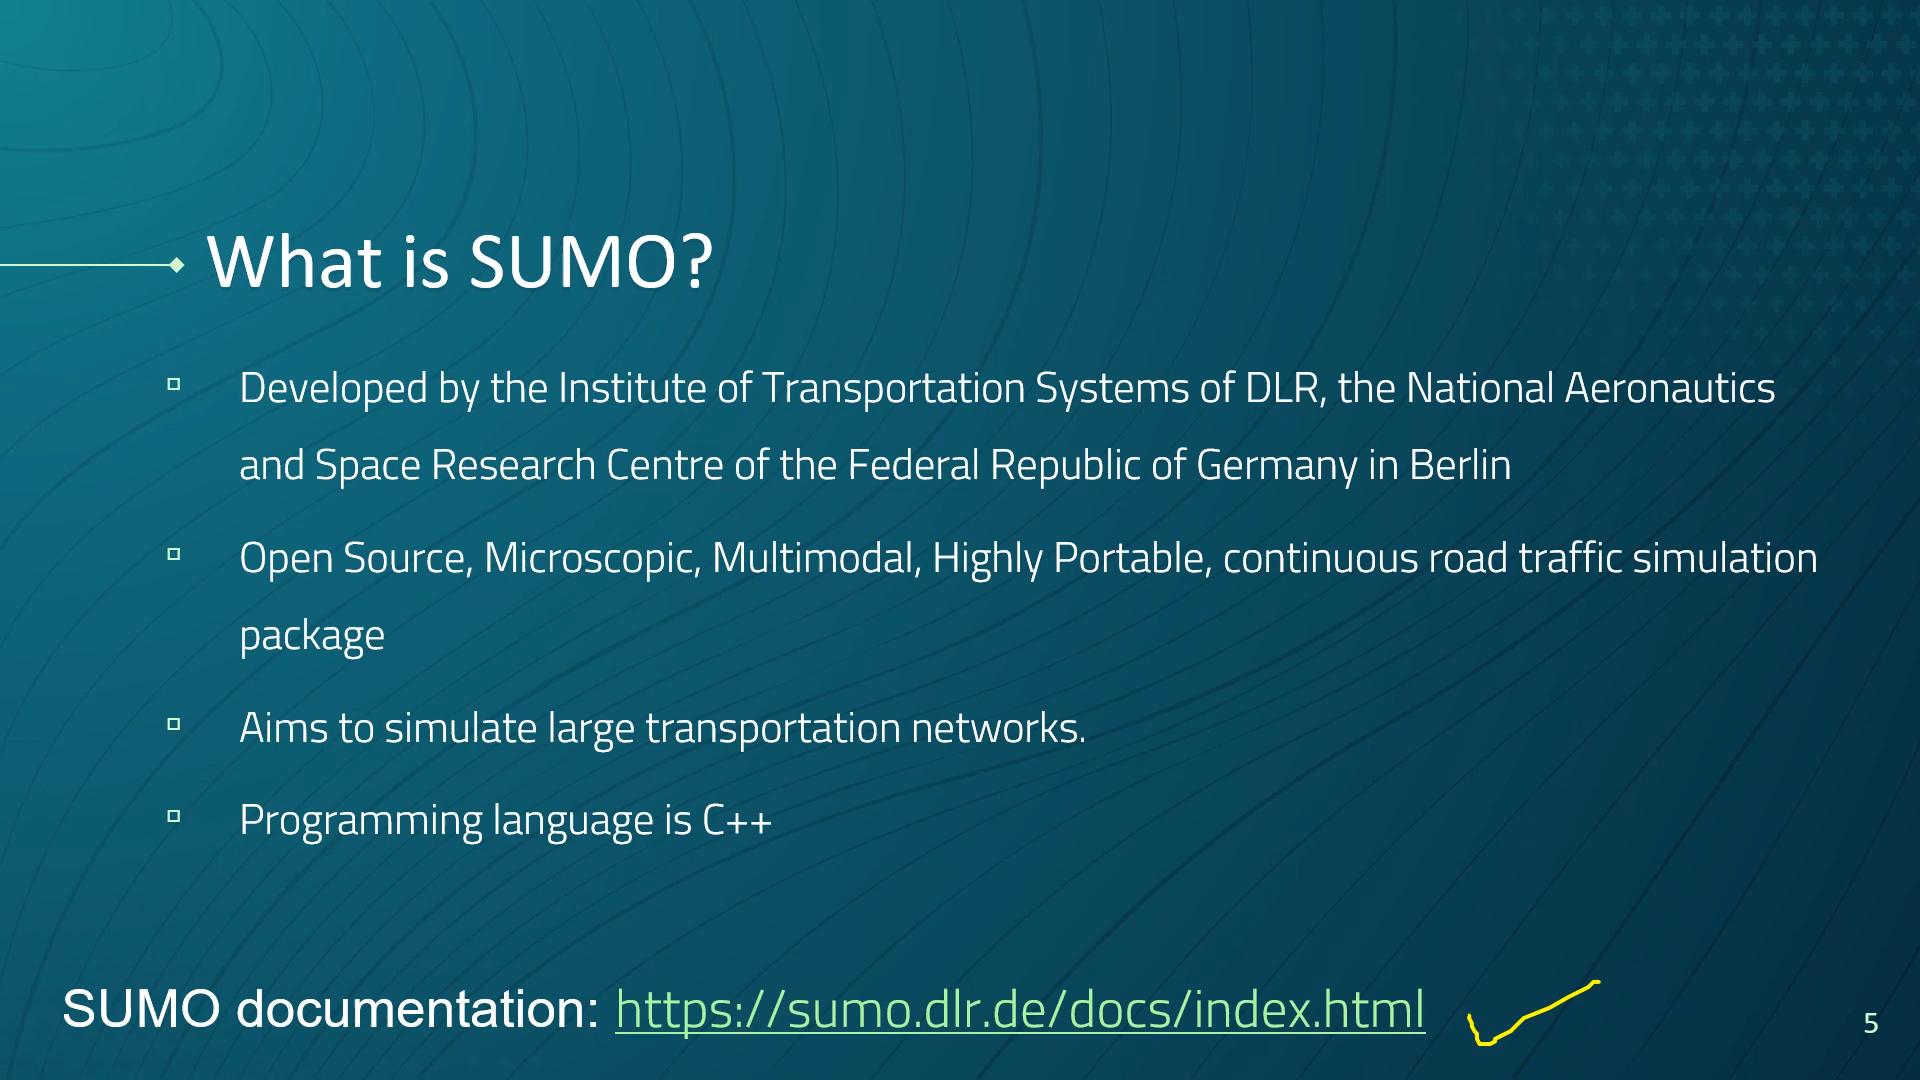 What is SUMO?
Developed by the Institute of Transportation Systems of DLR, the National Aeronautics
and Space Research Centre of the Federal Republic of Germany in Berlin
Open Source, Microscopic, Multimodal, Highly Portable, continuous road traffic simulation
package
Aims to simulate large transportation networks.
Programming language is C++
SUMO documentation: https://sumo.dlr.de/docs/index.html
5